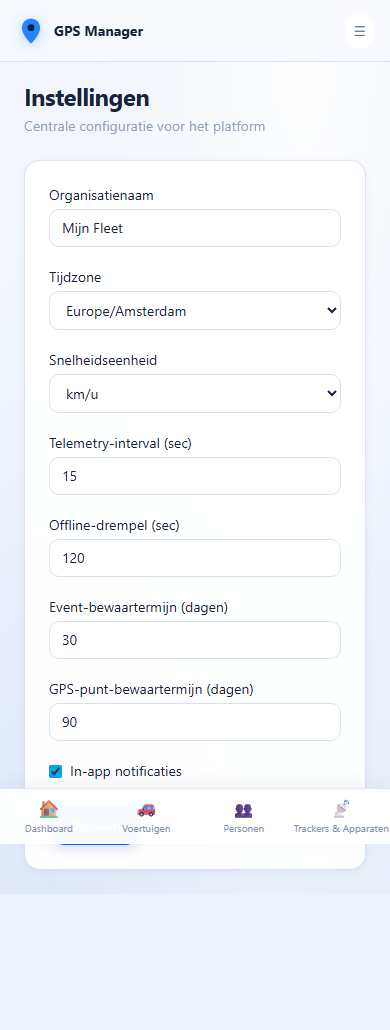 GPS Manager
Instellingen
Centrale configuratie voor het platform
Organisatienaam
Mijn Fleet
Tijdzone
Europe/Amsterdam
Snelheidseenheid
km/u
Telemetry-interval (sec)
15
Offline-drempel (sec)
120
Event-bewaartermijn (dagen)
30
GPS-punt-bewaartermijn (dagen)
90
In-app notificaties
Dashboard
Voertuigen
Personen
Trackers & Apparaten